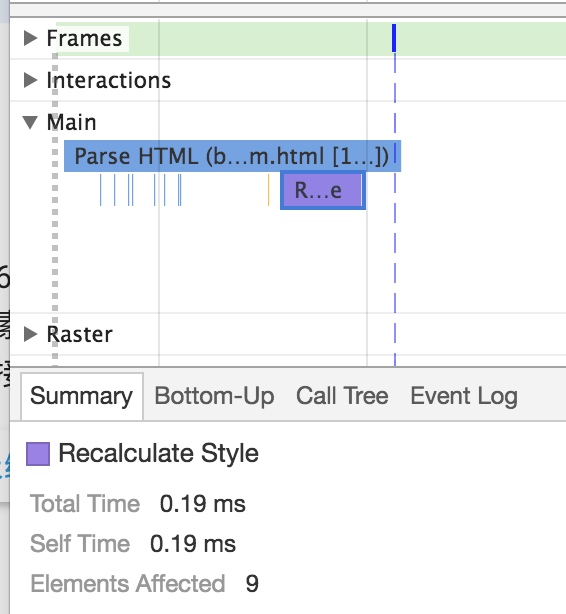 Frames
Interactions
Main
Parse HTML (b...m.html [1...])
R...e
Raster
Summary Bottom-Up Call Tree Event Log
Recalculate Style
Total Time 0.19 ms
Self Time 0.19 ms
Elements Affected 9